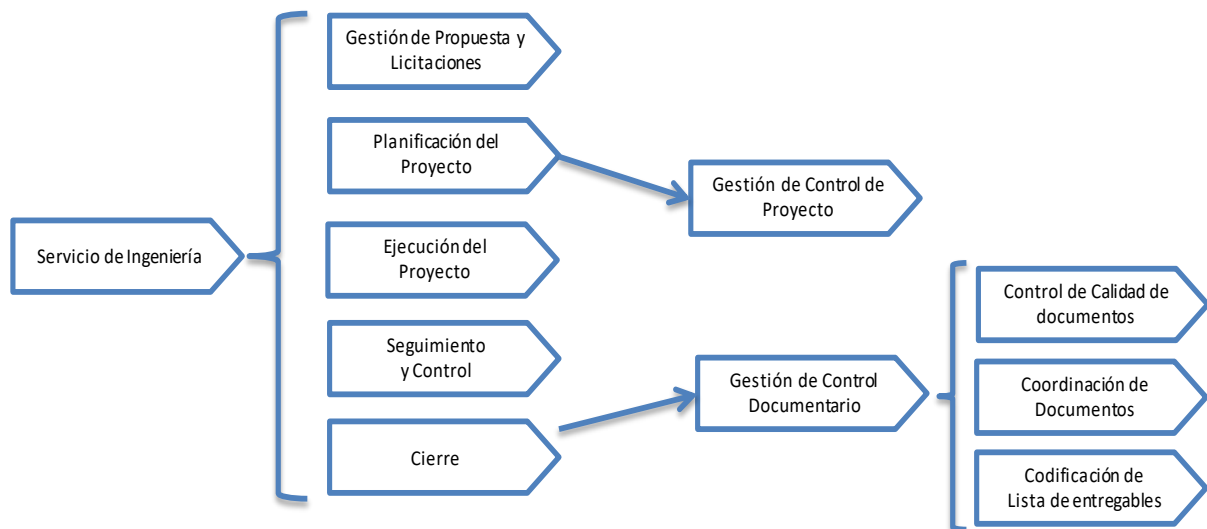 Servicio de Ingeniería
Gestión de Propuesta y
Licitaciones
Planificación del
Proyecto
Ejecución del
Proyecto
Seguimiento
y Control
Cierre
Gestión de Control de
Proyecto
Gestión de Control
Documentario
Control de Calidad de
documentos
Coordinación de
Documentos
Codificación de
Lista de entregables